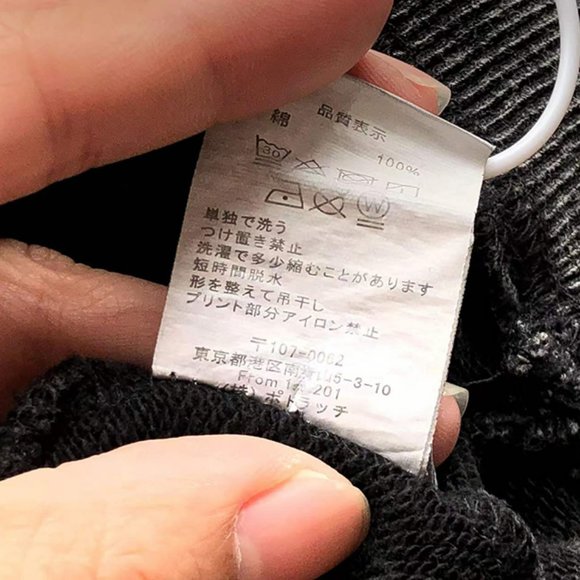 品質表示
綿 100%
30
W
単独で洗う
つけ置き禁止
洗濯で多少縮むことがあります
短時間脱水
形を整えて吊干し
プリント部分アイロン禁止
〒107-0062
東京都港区南青山5-3-10
From 1st 201
(株)ポトラッチ